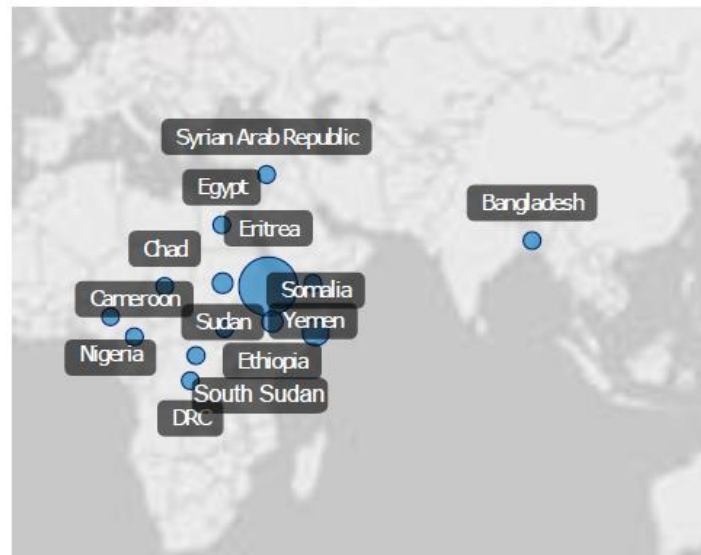 Syrian Arab Republic
Egypt
Bangladesh
Eritrea
Chad
Somalia
Cameroon
Sudan
Yemen
Nigeria
Ethiopia
South Sudan
DRC